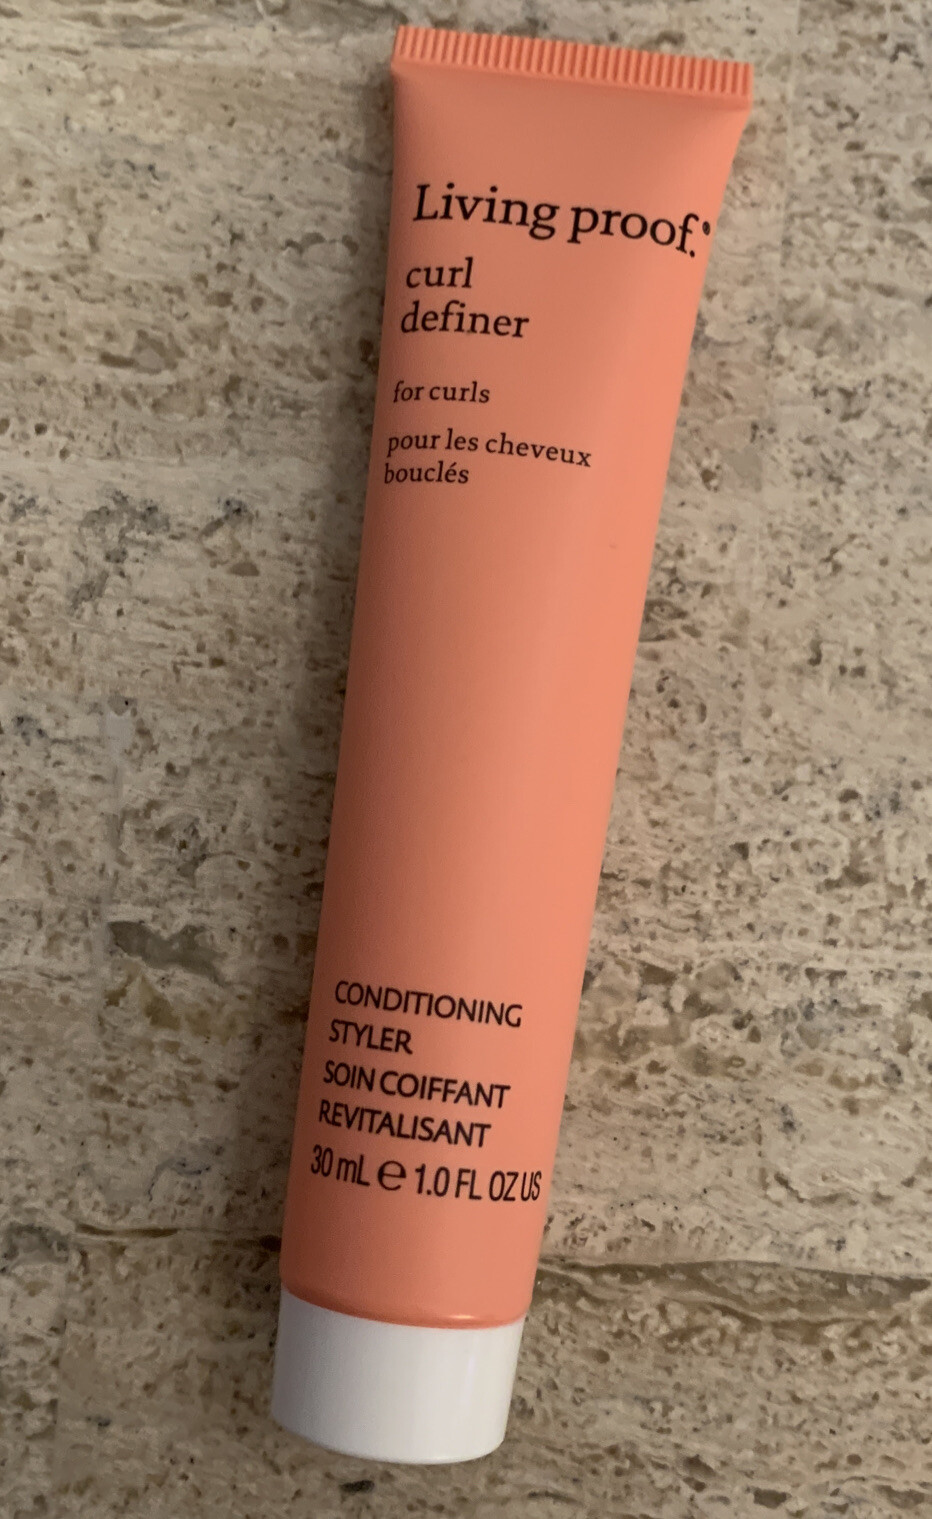 Living proof.®
curl
definer
for curls
pour les cheveux
bouclés
CONDITIONING
STYLER
SOIN COIFFANT
REVITALISANT
30 mL ℮ 1.0 FL OZ US